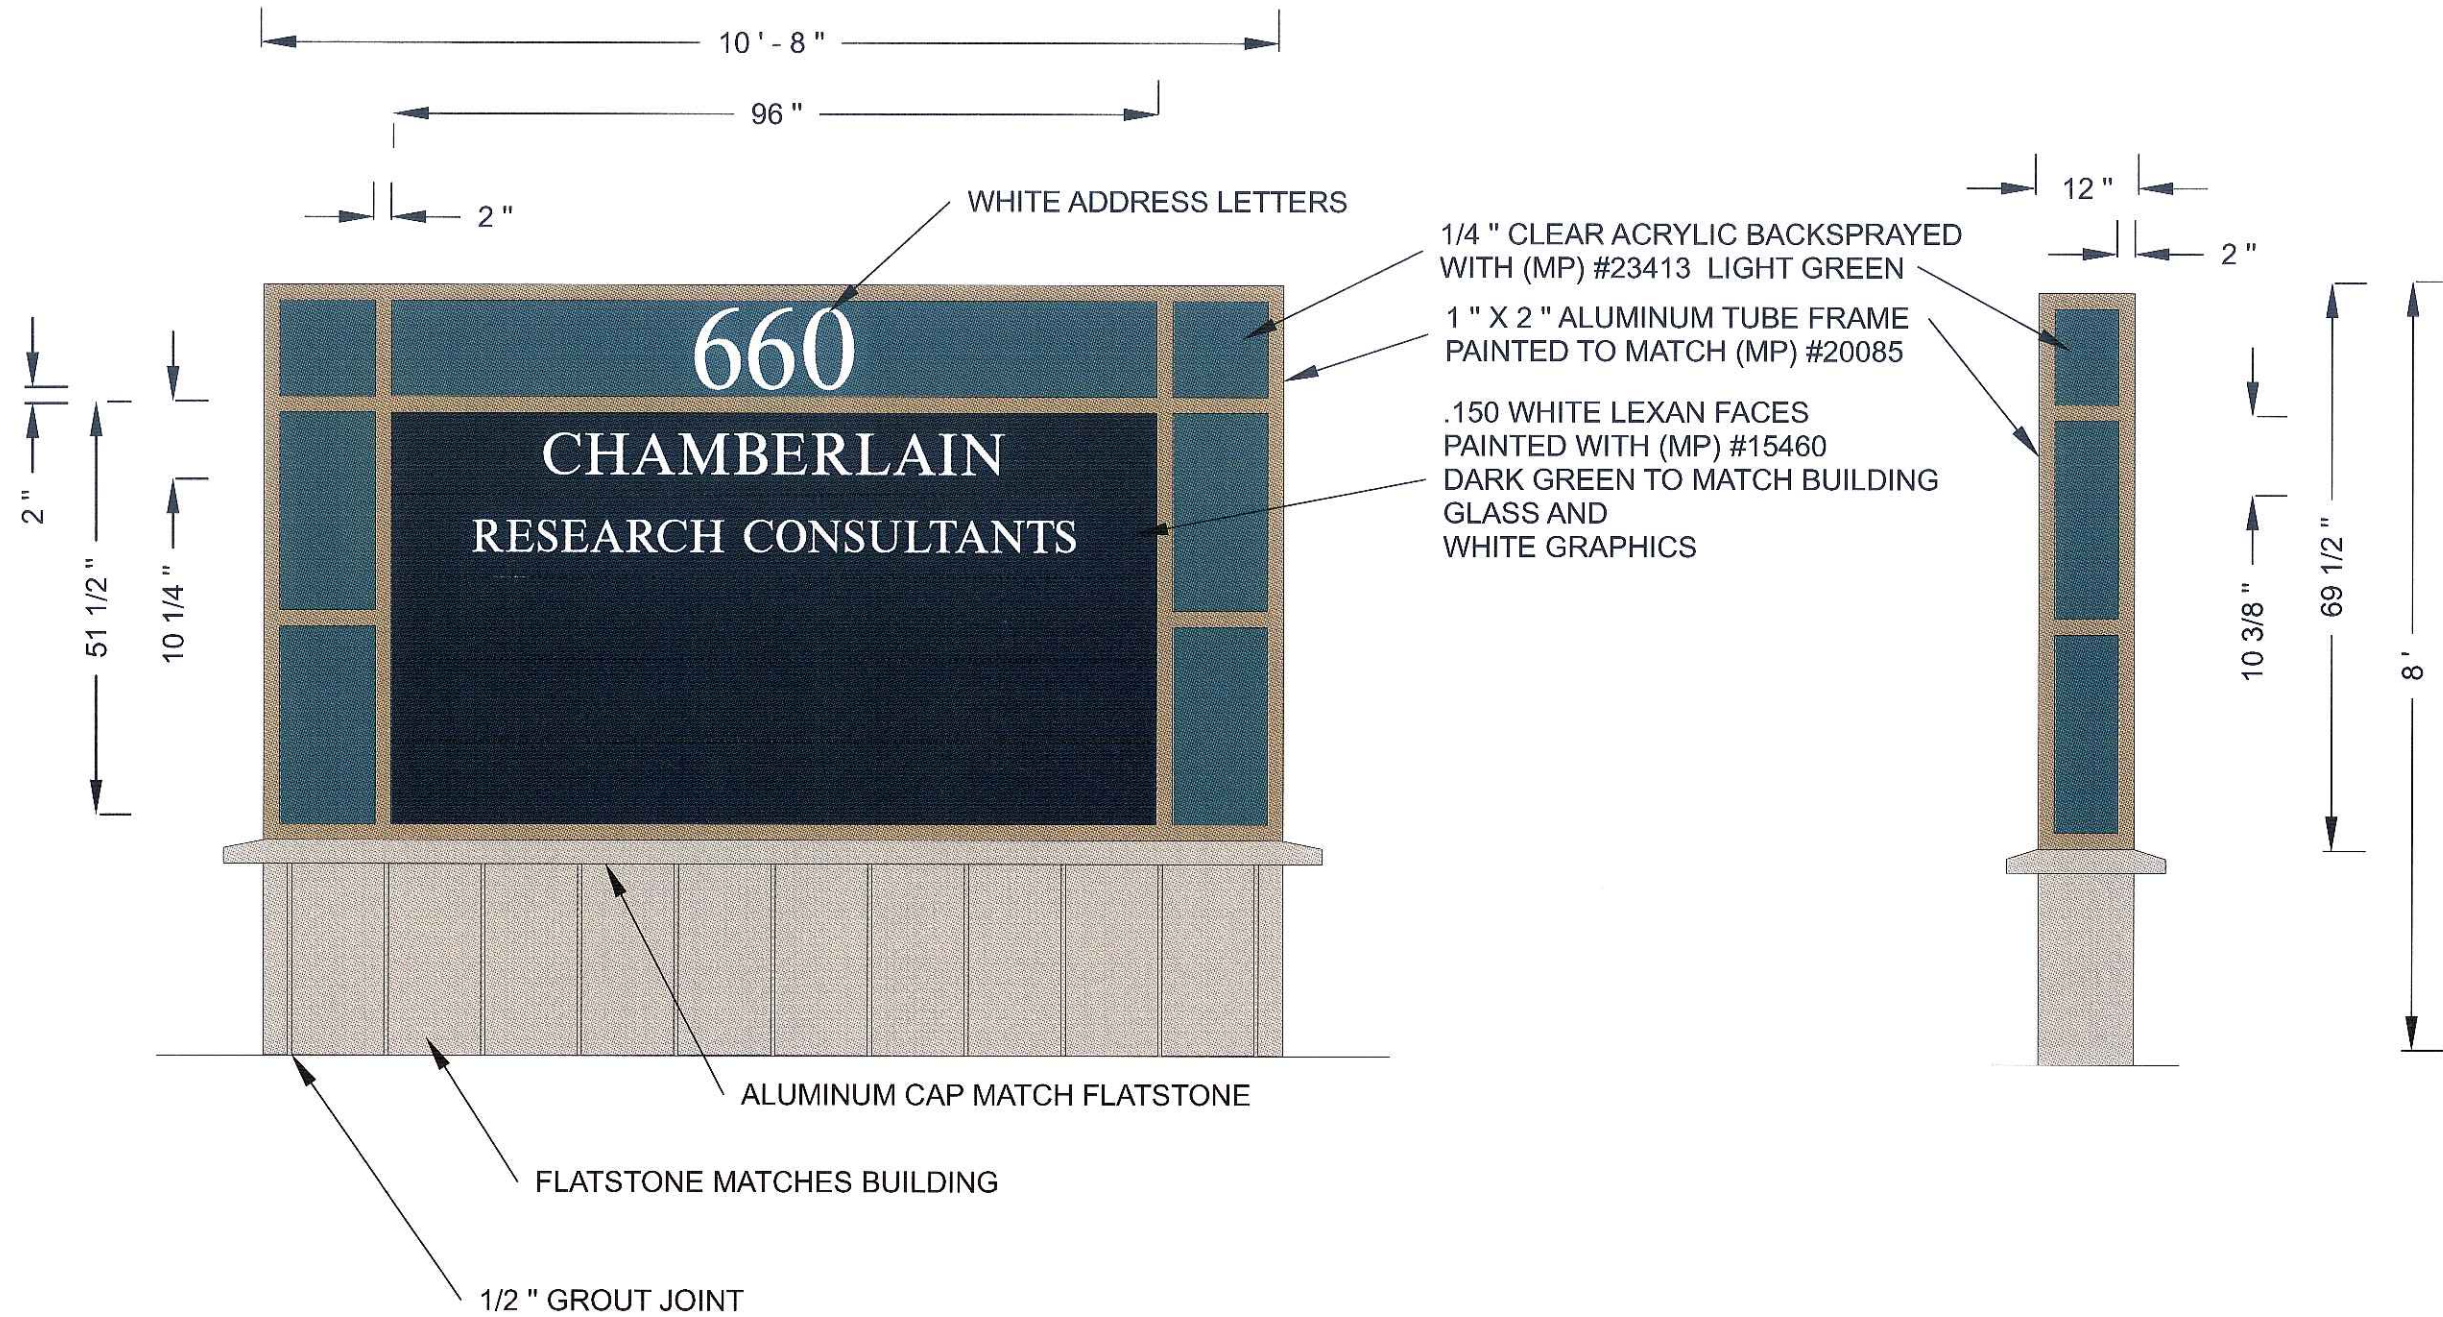 10 ' - 8 "
96 "
2 "
WHITE ADDRESS LETTERS
12 "
2 "
1/4 " CLEAR ACRYLIC BACKSPRAYED
WITH (MP) #23413 LIGHT GREEN
1 " X 2 " ALUMINUM TUBE FRAME
PAINTED TO MATCH (MP) #20085
.150 WHITE LEXAN FACES
PAINTED WITH (MP) #15460
DARK GREEN TO MATCH BUILDING
GLASS AND
WHITE GRAPHICS
660
CHAMBERLAIN
RESEARCH CONSULTANTS
2 "
51 1/2 "
10 1/4 "
10 3/8 "
69 1/2 "
8 '
ALUMINUM CAP MATCH FLATSTONE
FLATSTONE MATCHES BUILDING
1/2 " GROUT JOINT